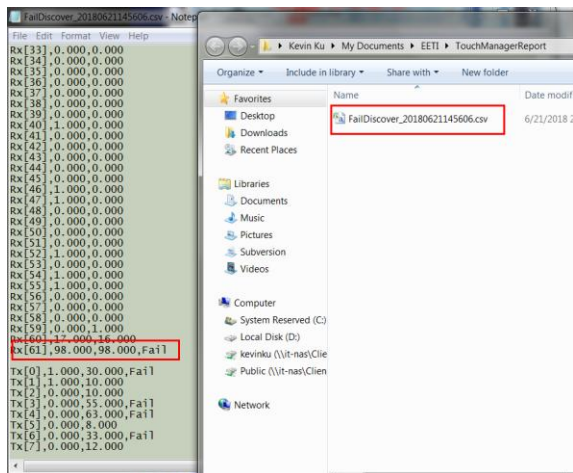 FailDiscover_20180621145606.csv - Notep
File Edit Format View Help
Rx[33],0.000,0.000
Rx[34],0.000,0.000
Rx[35],0.000,0.000
Rx[36],0.000,0.000
Rx[37],0.000,0.000
Rx[38],0.000,0.000
Rx[39],0.000,0.000
Rx[40],1.000,0.000
Rx[41],0.000,0.000
Rx[42],0.000,0.000
Rx[43],0.000,0.000
Rx[44],0.000,0.000
Rx[45],0.000,0.000
Rx[46],1.000,0.000
Rx[47],1.000,0.000
Rx[48],0.000,0.000
Rx[49],0.000,0.000
Rx[50],0.000,0.000
Rx[51],0.000,0.000
Rx[52],1.000,0.000
Rx[53],0.000,0.000
Rx[54],1.000,0.000
Rx[55],1.000,0.000
Rx[56],0.000,0.000
Rx[57],0.000,0.000
Rx[58],0.000,0.000
Rx[59],0.000,1.000
Rx[60],17.000,16.000
Rx[61],98.000,98.000,Fail
Tx[0],1.000,30.000,Fail
Tx[1],1.000,10.000
Tx[2],0.000,10.000
Tx[3],0.000,55.000,Fail
Tx[4],0.000,63.000,Fail
Tx[5],0.000,8.000
Tx[6],0.000,33.000,Fail
Tx[7],0.000,12.000
Kevin Ku ▸ My Documents ▸ EETI ▸ TouchManagerReport
Organize Include in library Share with New folder
Favorites
Desktop
Downloads
Recent Places
Libraries
Documents
Music
Pictures
Subversion
Videos
Computer
System Reserved (C:)
Local Disk (D:)
kevinku (\\it-nas\Clie
Public (\\it-nas\Clien
Network
Name Date modif
FailDiscover_20180621145606.csv 6/21/2018 2